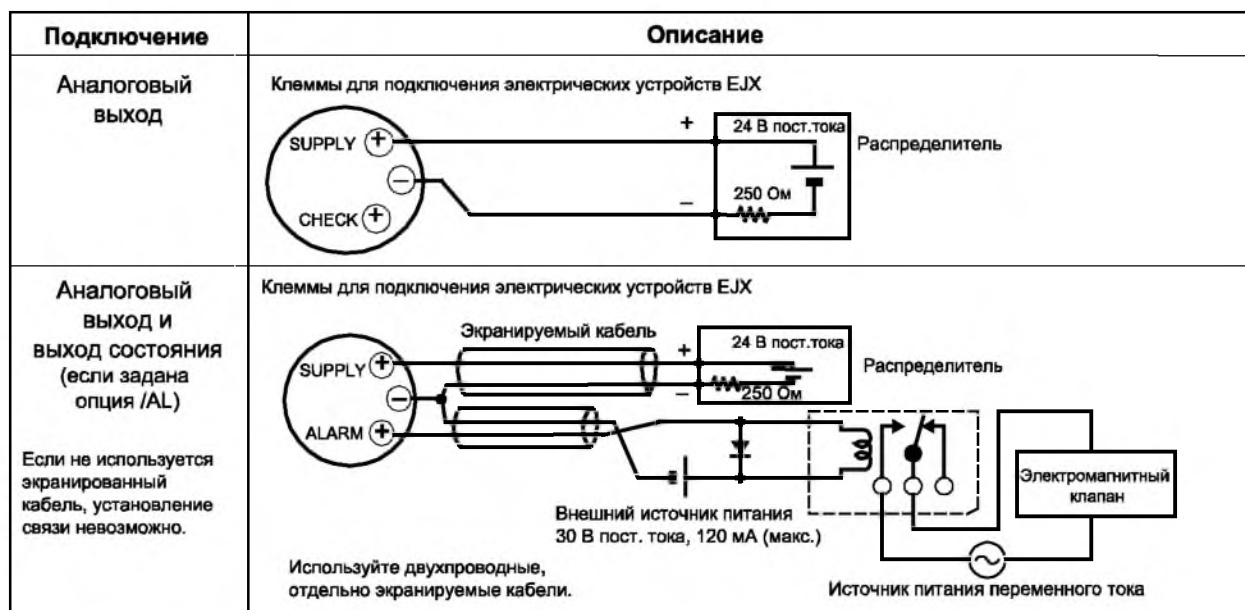 Подключение
Описание
Аналоговый
выход
Клеммы для подключения электрических устройств EJX
SUPPLY +
−
CHECK +
+
−
24 В пост.тока
250 Ом
Распределитель
Аналоговый
выход и
выход состояния
(если задана
опция /AL)
Если не используется
экранированный
кабель, установление
связи невозможно.
Клеммы для подключения электрических устройств EJX
Экранируемый кабель
SUPPLY +
−
ALARM +
+
−
24 В пост.тока
250 Ом
Распределитель
Электромагнитный
клапан
Внешний источник питания
30 В пост. тока, 120 мА (макс.)
Используйте двухпроводные,
отдельно экранируемые кабели.
Источник питания переменного тока